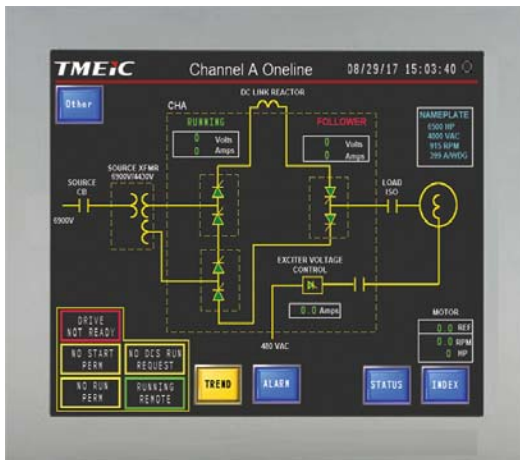 TMEiC
Channel A Oneline
08/29/17 15:03:40
Other
DC LINK REACTOR
CHA
RUNNING
0 Volts
0 Amps
FOLLOWER
0 Volts
0 Amps
NAMEPLATE
6500 HP
4000 VAC
915 RPM
399 A/WDG
SOURCE XFMR
6900V/4430V
SOURCE
CB
6900V
LOAD
ISO
EXCITER VOLTAGE
CONTROL
0.0 Amps
480 VAC
MOTOR
0.0 REF
0.0 RPM
0 HP
DRIVE
NOT READY
NO START
PERM
NO DCS RUN
REQUEST
NO RUN
PERM
RUNNING
REMOTE
TREND
ALARM
STATUS
INDEX